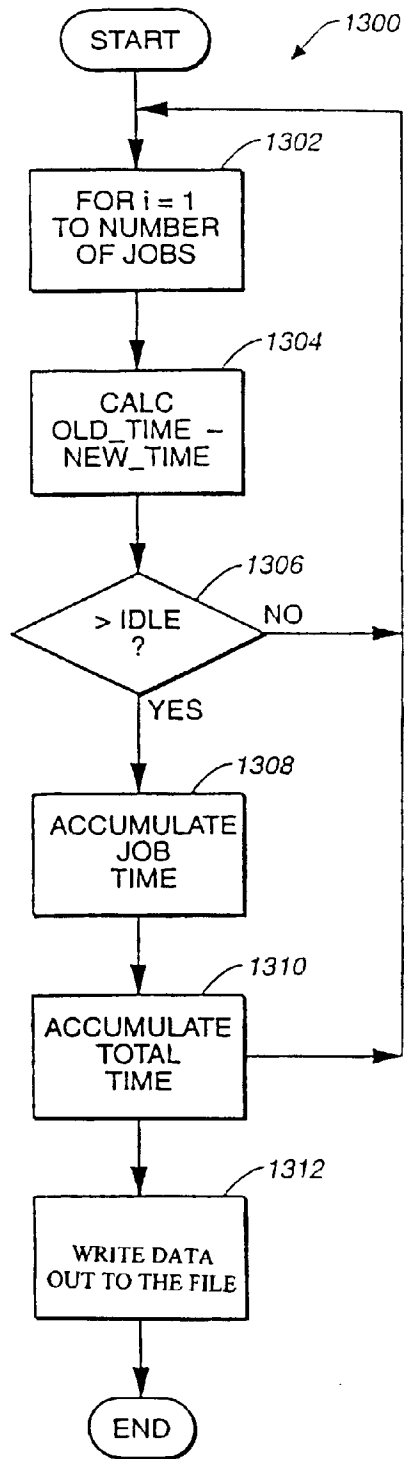 START
1300
1302
FOR i = 1
TO NUMBER
OF JOBS
1304
CALC
OLD_TIME –
NEW_TIME
1306
> IDLE
?
NO
YES
1308
ACCUMULATE
JOB
TIME
1310
ACCUMULATE
TOTAL
TIME
1312
WRITE DATA
OUT TO THE FILE
END